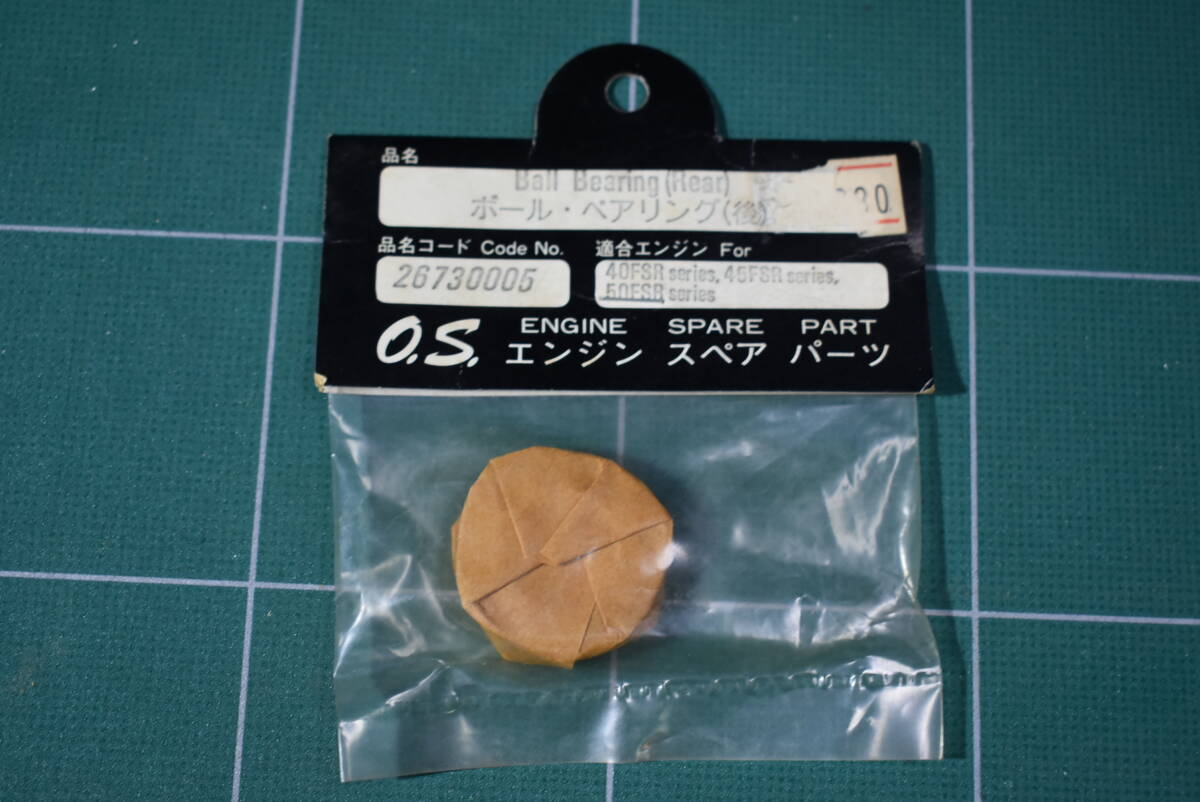 品名
Ball Bearing (Rear)
ボール・ベアリング(後)
品名コード Code No.
26730005
適合エンジン For
40FSR series, 45FSR series,
50FSR series
O.S. ENGINE SPARE PART
エンジン スペア パーツ